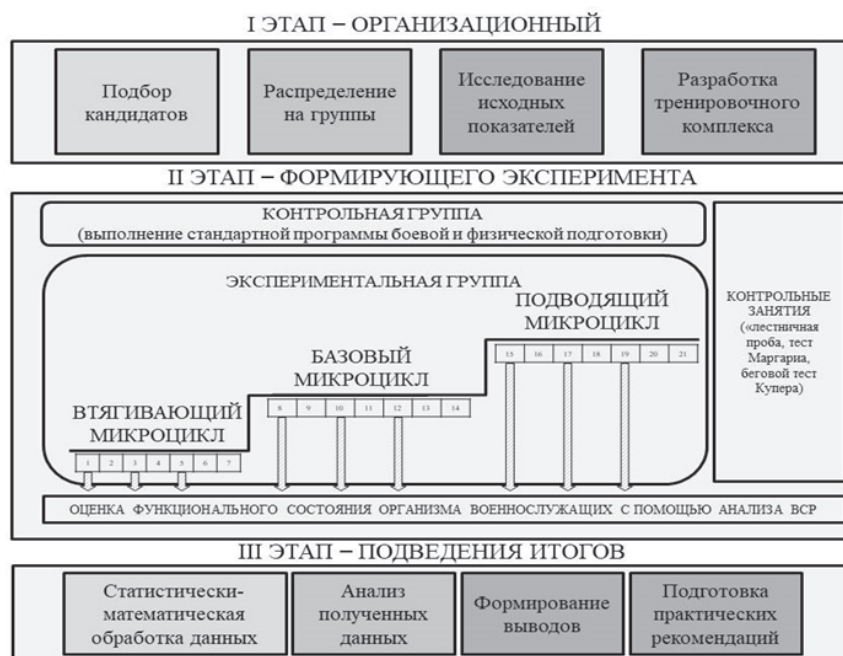 I ЭТАП – ОРГАНИЗАЦИОННЫЙ
Подбор
кандидатов
Распределение
на группы
Исследование
исходных
показателей
Разработка
тренировочного
комплекса
II ЭТАП – ФОРМИРУЮЩЕГО ЭКСПЕРИМЕНТА
КОНТРОЛЬНАЯ ГРУППА
(выполнение стандартной программы боевой и физической подготовки)
ЭКСПЕРИМЕНТАЛЬНАЯ ГРУППА
ВТЯГИВАЮЩИЙ
МИКРОЦИКЛ
1 2 3 4 5 6 7
БАЗОВЫЙ
МИКРОЦИКЛ
8 9 10 11 12 13 14
ПОДВОДЯЩИЙ
МИКРОЦИКЛ
15 16 17 18 19 20 21
КОНТРОЛЬНЫЕ
ЗАНЯТИЯ
(«лестничная
проба, тест
Маргариа,
беговой тест
Купера)
ОЦЕНКА ФУНКЦИОНАЛЬНОГО СОСТОЯНИЯ ОРГАНИЗМА ВОЕННОСЛУЖАЩИХ С ПОМОЩЬЮ АНАЛИЗА ВСР
III ЭТАП – ПОДВЕДЕНИЯ ИТОГОВ
Статистически-
математическая
обработка данных
Анализ
полученных
данных
Формирование
выводов
Подготовка
практических
рекомендаций